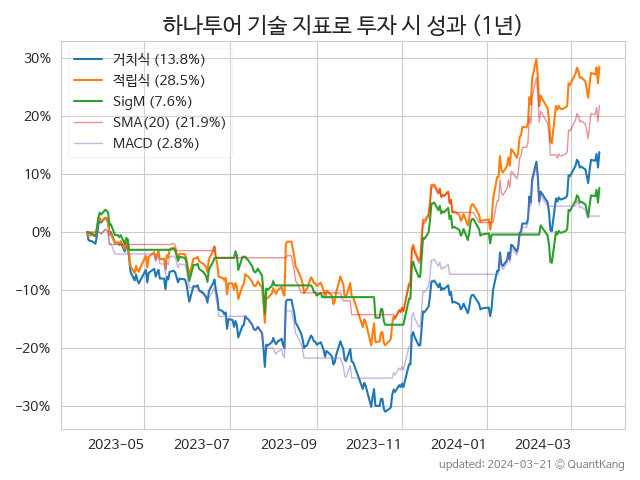 하나투어 기술 지표로 투자 시 성과 (1년)
30%
20%
10%
0%
−10%
−20%
−30%
거치식 (13.8%)
적립식 (28.5%)
SigM (7.6%)
SMA(20) (21.9%)
MACD (2.8%)
2023-05
2023-07
2023-09
2023-11
2024-01
2024-03
updated: 2024-03-21 © QuantKang